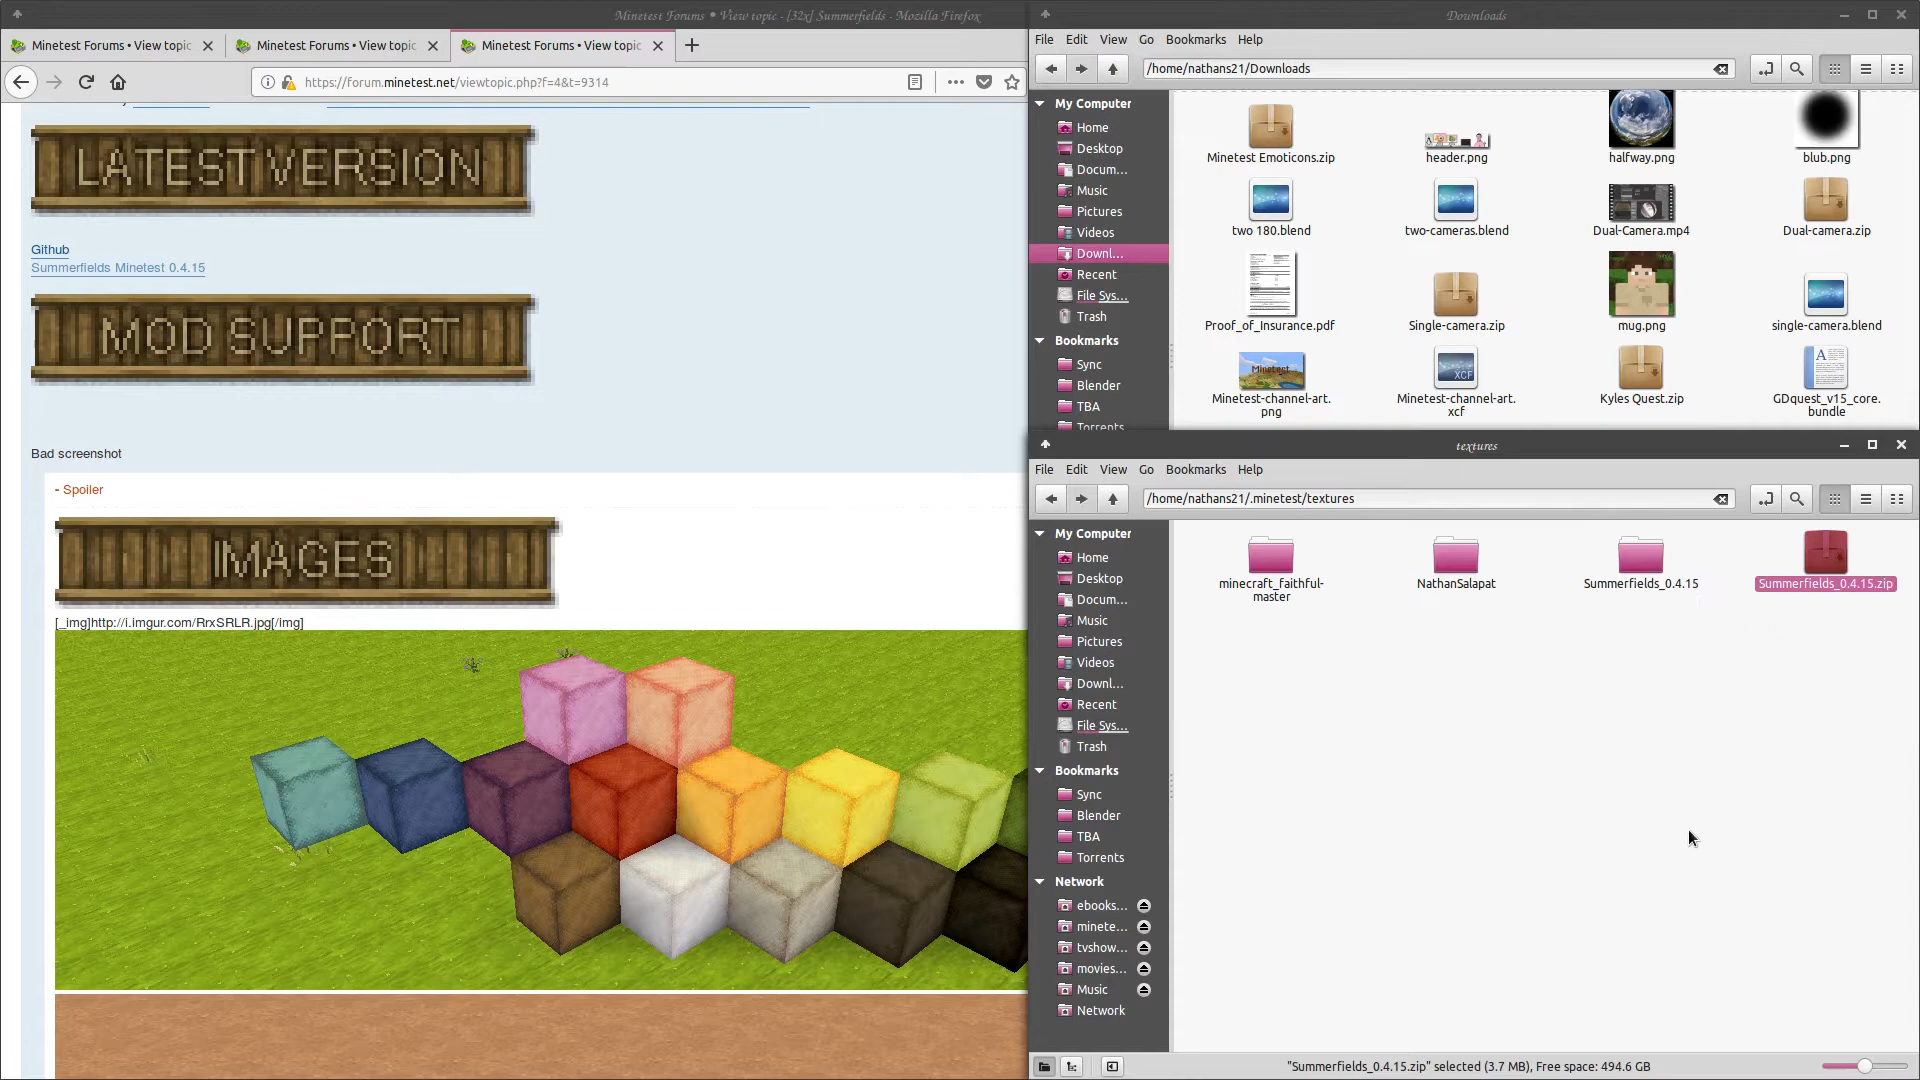 Minetest Forums • View topic - [32x] Summerfields - Mozilla Firefox
Minetest Forums • View topic
Minetest Forums • View topic
Minetest Forums • View topic
https://forum.minetest.net/viewtopic.php?f=4&t=9314
LATEST VERSION
Github
Summerfields Minetest 0.4.15
MOD SUPPORT
Bad screenshot
- Spoiler
IMAGES
[_img]http://i.imgur.com/RrxSRLR.jpg[/img]
Downloads
File Edit View Go Bookmarks Help
/home/nathans21/Downloads
My Computer
Home
Desktop
Docum...
Music
Pictures
Videos
Downl...
Recent
File Sys...
Trash
Bookmarks
Sync
Blender
TBA
Torrents
Minetest Emoticons.zip
header.png
halfway.png
blub.png
two 180.blend
two-cameras.blend
Dual-Camera.mp4
Dual-camera.zip
Proof_of_Insurance.pdf
Single-camera.zip
mug.png
single-camera.blend
Minetest
XCF
Minetest-channel-art.
png
Minetest-channel-art.
xcf
Kyles Quest.zip
GDquest_v15_core.
bundle
textures
File Edit View Go Bookmarks Help
/home/nathans21/.minetest/textures
My Computer
Home
Desktop
Docum...
Music
Pictures
Videos
Downl...
Recent
File Sys...
Trash
Bookmarks
Sync
Blender
TBA
Torrents
Network
ebooks...
minete...
tvshow...
movies...
Music
Network
minecraft_faithful-
master
NathanSalapat
Summerfields_0.4.15
Summerfields_0.4.15.zip
"Summerfields_0.4.15.zip" selected (3.7 MB), Free space: 494.6 GB